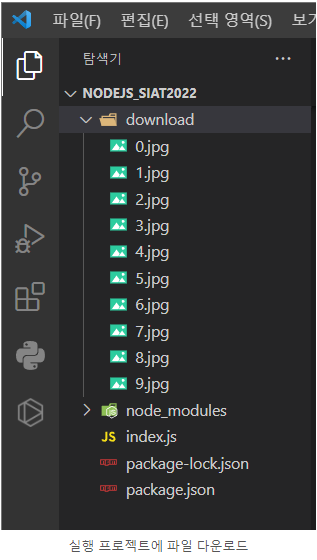 파일(F) 편집(E) 선택 영역(S) 보기
탐색기 ···
NODEJS_SIAT2022
download
0.jpg
1.jpg
2.jpg
3.jpg
4.jpg
5.jpg
6.jpg
7.jpg
8.jpg
9.jpg
node_modules
JS index.js
package-lock.json
package.json
실행 프로젝트에 파일 다운로드